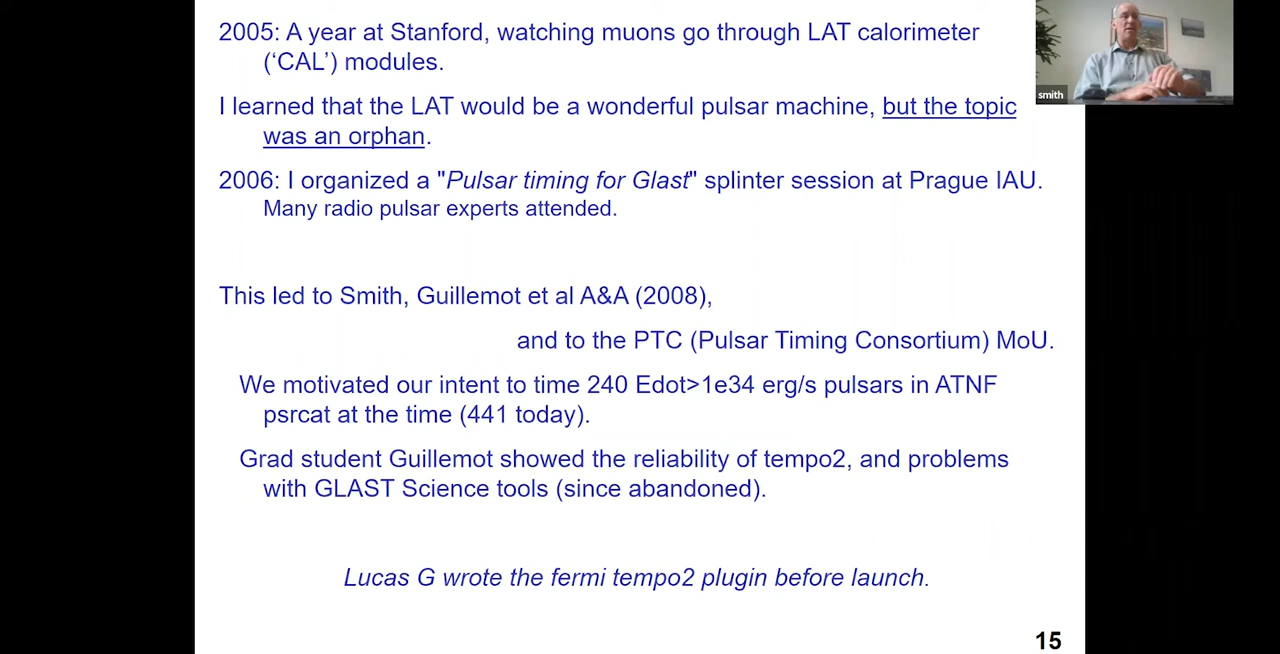 2005: A year at Stanford, watching muons go through LAT calorimeter
(‘CAL’) modules.
smith
I learned that the LAT would be a wonderful pulsar machine, but the topic
was an orphan.
2006: I organized a "Pulsar timing for Glast" splinter session at Prague IAU.
Many radio pulsar experts attended.
This led to Smith, Guillemot et al A&A (2008),
and to the PTC (Pulsar Timing Consortium) MoU.
We motivated our intent to time 240 Edot>1e34 erg/s pulsars in ATNF
psrcat at the time (441 today).
Grad student Guillemot showed the reliability of tempo2, and problems
with GLAST Science tools (since abandoned).
Lucas G wrote the fermi tempo2 plugin before launch.
15